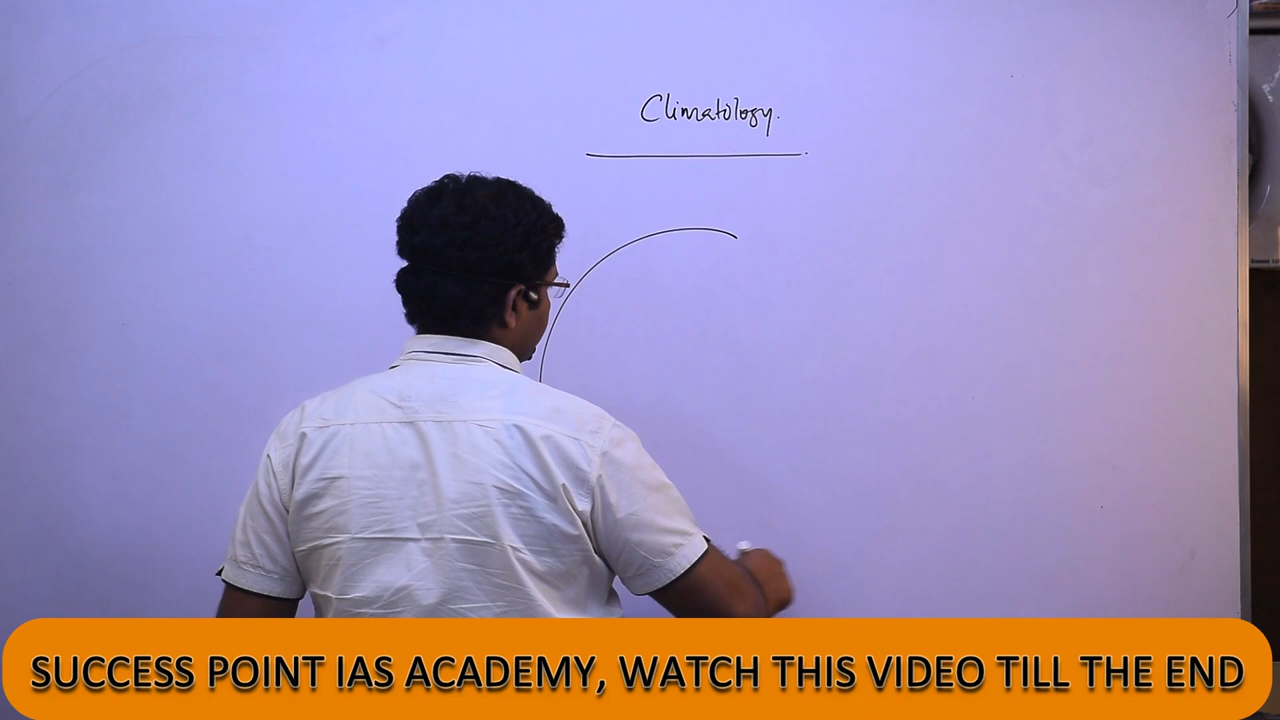 Climatology.
SUCCESS POINT IAS ACADEMY, WATCH THIS VIDEO TILL THE END